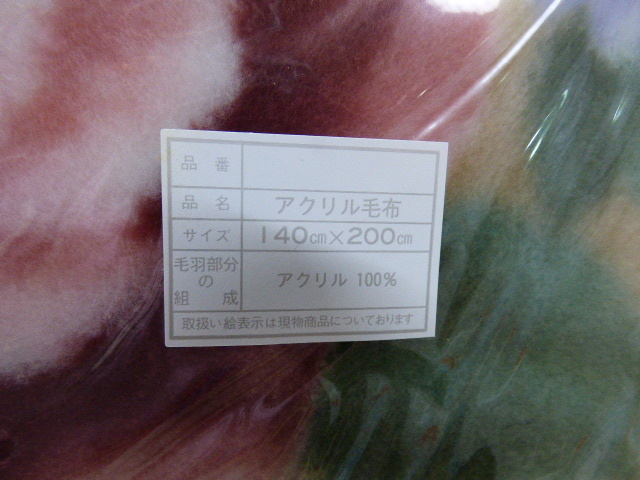 品 番
品 名 アクリル毛布
サイズ 140cm×200cm
毛羽部分
の
組 成 アクリル 100%
取扱い絵表示は現物商品についております